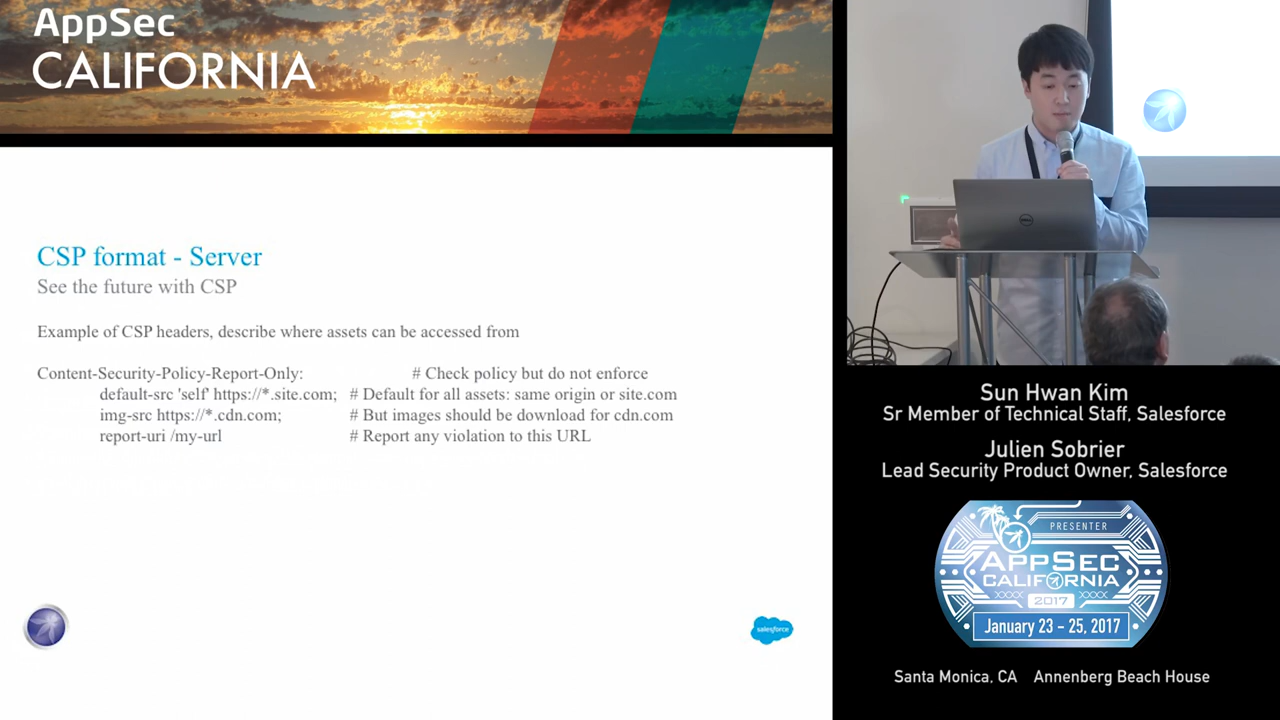 AppSec
CALIFORNIA
CSP format - Server
See the future with CSP
Example of CSP headers, describe where assets can be accessed from
Content-Security-Policy-Report-Only: # Check policy but do not enforce
default-src 'self' https://*.site.com; # Default for all assets: same origin or site.com
img-src https://*.cdn.com; # But images should be download for cdn.com
report-uri /my-url # Report any violation to this URL
salesforce
DELL
Sun Hwan Kim
Sr Member of Technical Staff, Salesforce
Julien Sobrier
Lead Security Product Owner, Salesforce
PRESENTER
APPSEC
CALIFORNIA
2017
January 23 - 25, 2017
Santa Monica, CA Annenberg Beach House